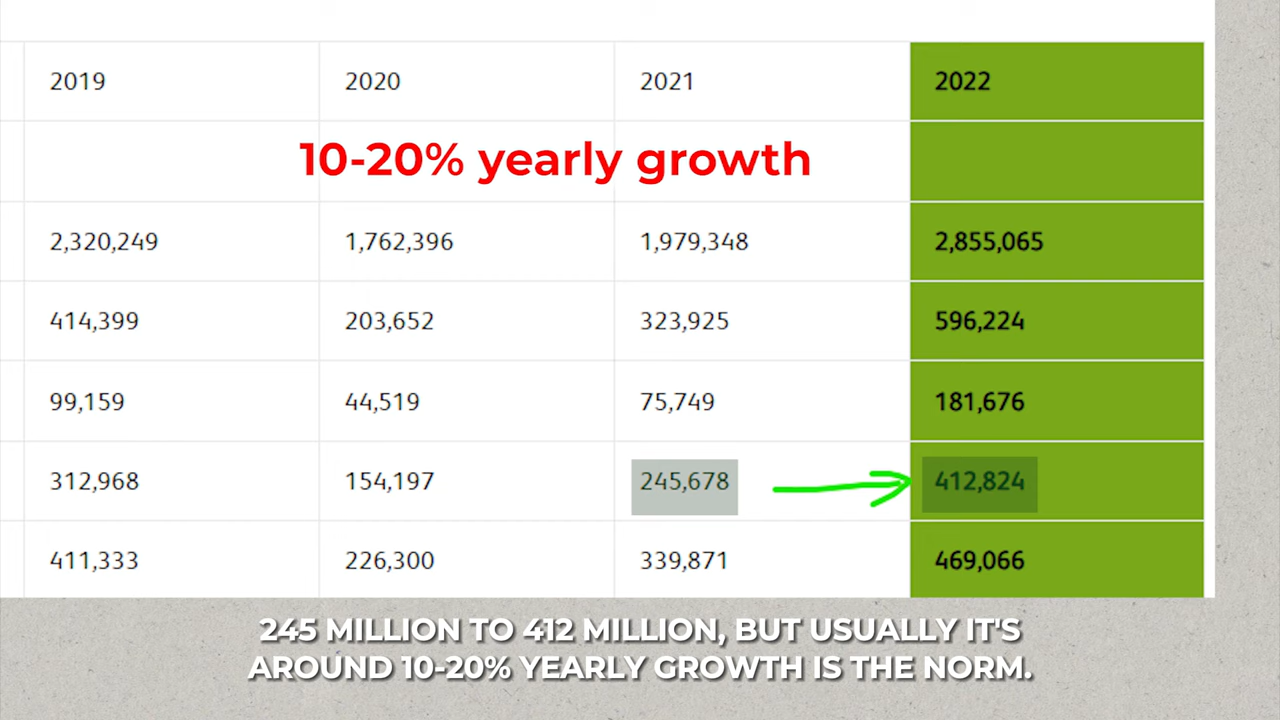 2019 2020 2021 2022
10-20% yearly growth
2,320,249 1,762,396 1,979,348 2,855,065
414,399 203,652 323,925 596,224
99,159 44,519 75,749 181,676
312,968 154,197 245,678 412,824
411,333 226,300 339,871 469,066
245 MILLION TO 412 MILLION, BUT USUALLY IT'S
AROUND 10-20% YEARLY GROWTH IS THE NORM.